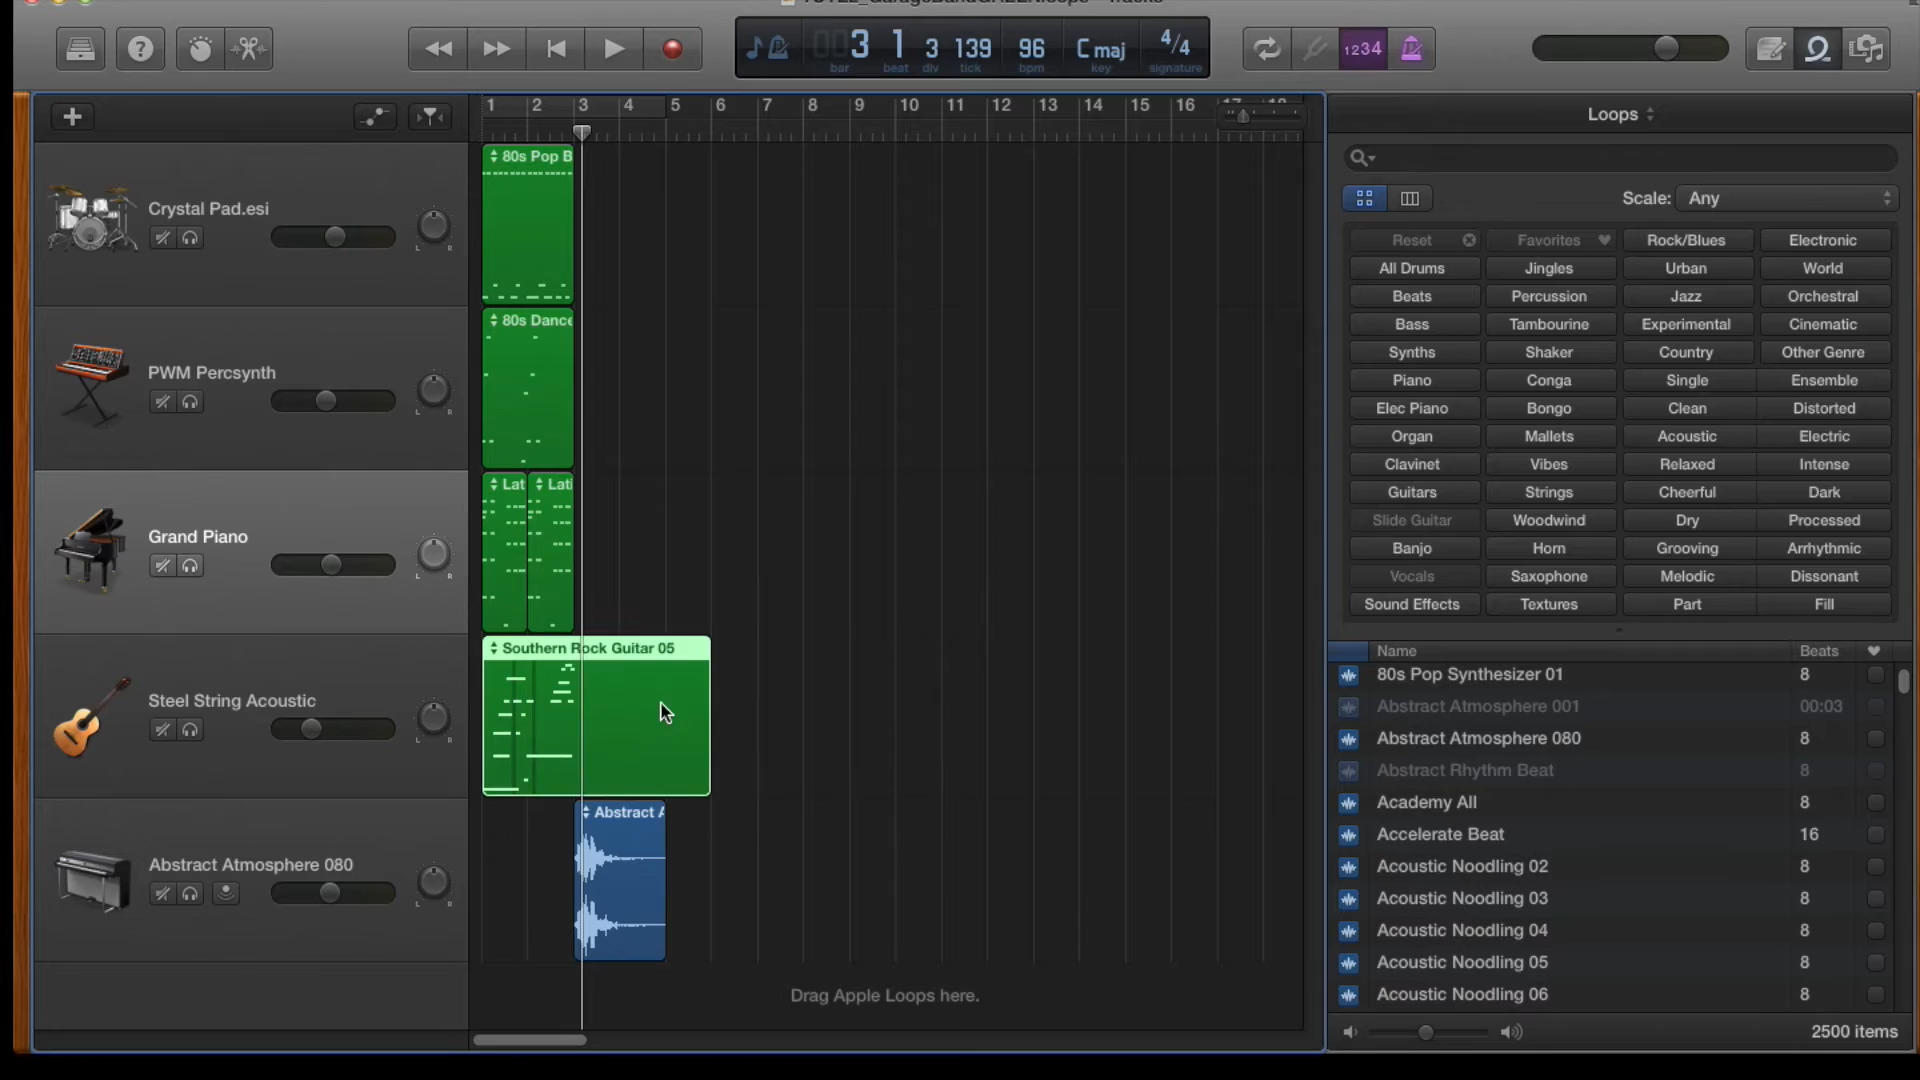 003 1 3 139 96 C maj 4/4
bar beat div tick bpm key signature
1234
1 2 3 4 5 6 7 8 9 10 11 12 13 14 15 16 17 18
Loops
Scale: Any
Reset Favorites Rock/Blues Electronic
All Drums Jingles Urban World
Beats Percussion Jazz Orchestral
Bass Tambourine Experimental Cinematic
Synths Shaker Country Other Genre
Piano Conga Single Ensemble
Elec Piano Bongo Clean Distorted
Organ Mallets Acoustic Electric
Clavinet Vibes Relaxed Intense
Guitars Strings Cheerful Dark
Slide Guitar Woodwind Dry Processed
Banjo Horn Grooving Arrhythmic
Vocals Saxophone Melodic Dissonant
Sound Effects Textures Part Fill
Name Beats
80s Pop Synthesizer 01 8
Abstract Atmosphere 001 00:03
Abstract Atmosphere 080 8
Abstract Rhythm Beat 8
Academy All 8
Accelerate Beat 16
Acoustic Noodling 02 8
Acoustic Noodling 03 8
Acoustic Noodling 04 8
Acoustic Noodling 05 8
Acoustic Noodling 06 8
2500 items
Crystal Pad.esi
L R
80s Pop B
PWM Percsynth
L R
80s Dance
Grand Piano
L R
Lat Lati
Steel String Acoustic
L R
Southern Rock Guitar 05
Abstract Atmosphere 080
L R
Abstract A
Drag Apple Loops here.